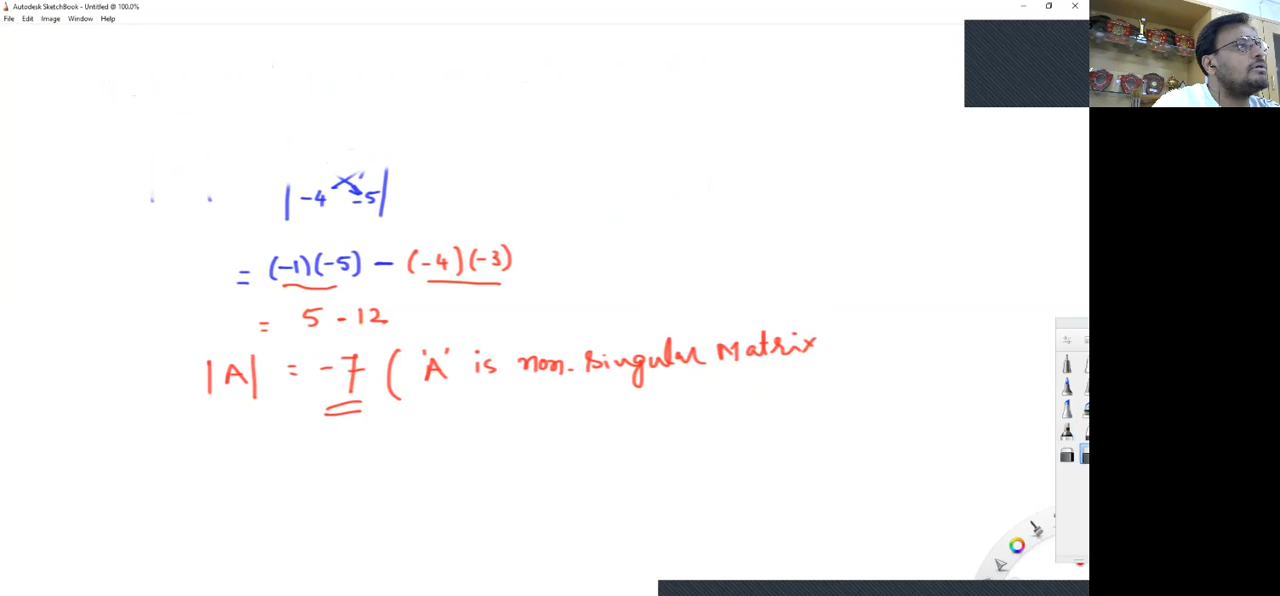 Autodesk SketchBook - Untitled @ 100.0%
File Edit Image Window Help
| -4 -5 |
= (-1)(-5) - (-4)(-3)
= 5 - 12
|A| = -7 ( 'A' is non-singular Matrix